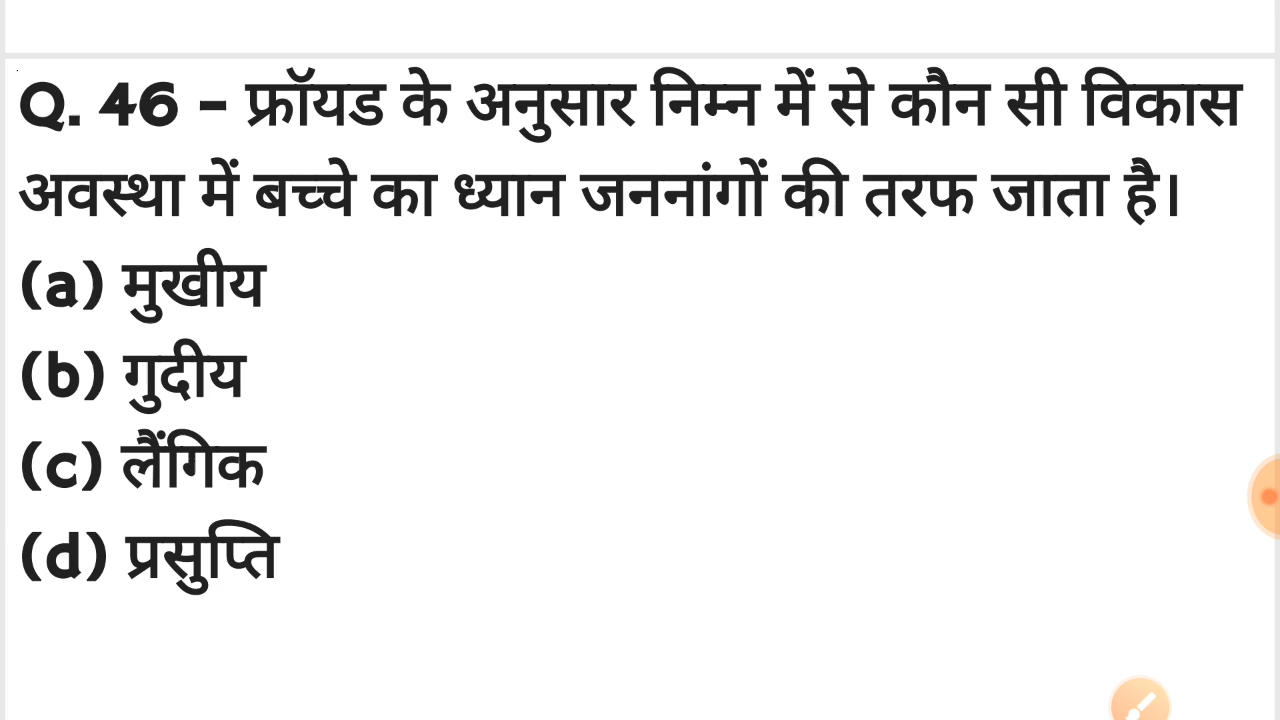 Q. 46 - फ्रॉयड के अनुसार निम्न में से कौन सी विकास
अवस्था में बच्चे का ध्यान जननांगों की तरफ जाता है।
(a) मुखीय
(b) गुदीय
(c) लैंगिक
(d) प्रसुप्ति